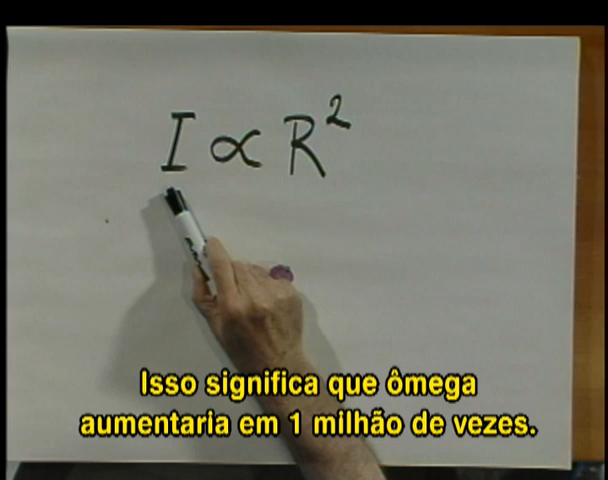 I ∝ R²
Isso significa que ômega
aumentaria em 1 milhão de vezes.